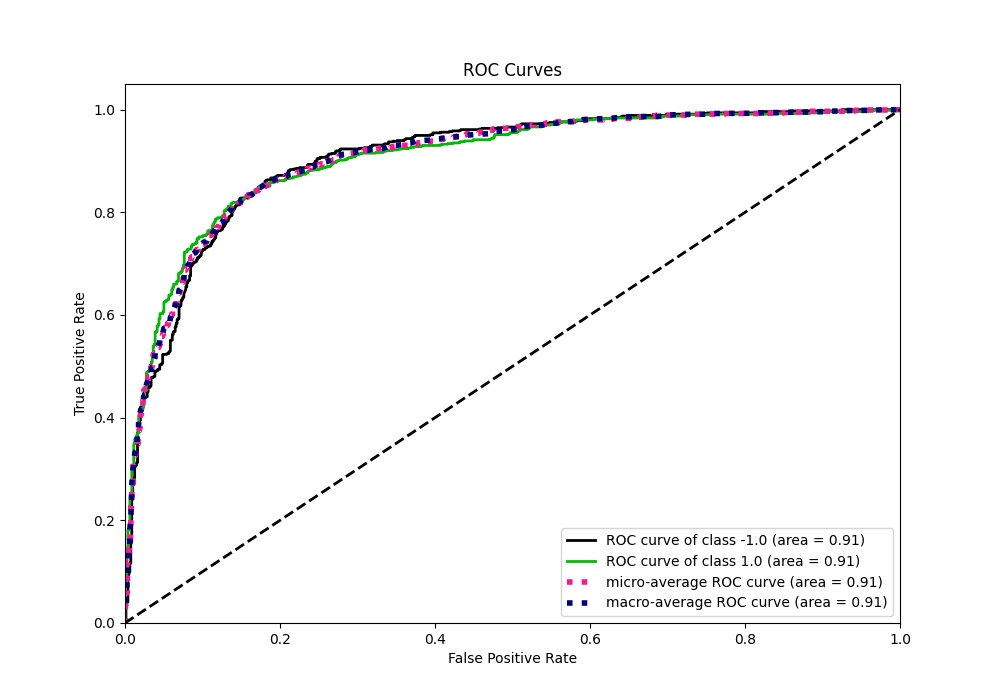 ROC Curves
1.0
0.8
0.6
0.4
0.2
0.0
True Positive Rate
0.0 0.2 0.4 0.6 0.8 1.0
False Positive Rate
ROC curve of class -1.0 (area = 0.91)
ROC curve of class 1.0 (area = 0.91)
micro-average ROC curve (area = 0.91)
macro-average ROC curve (area = 0.91)